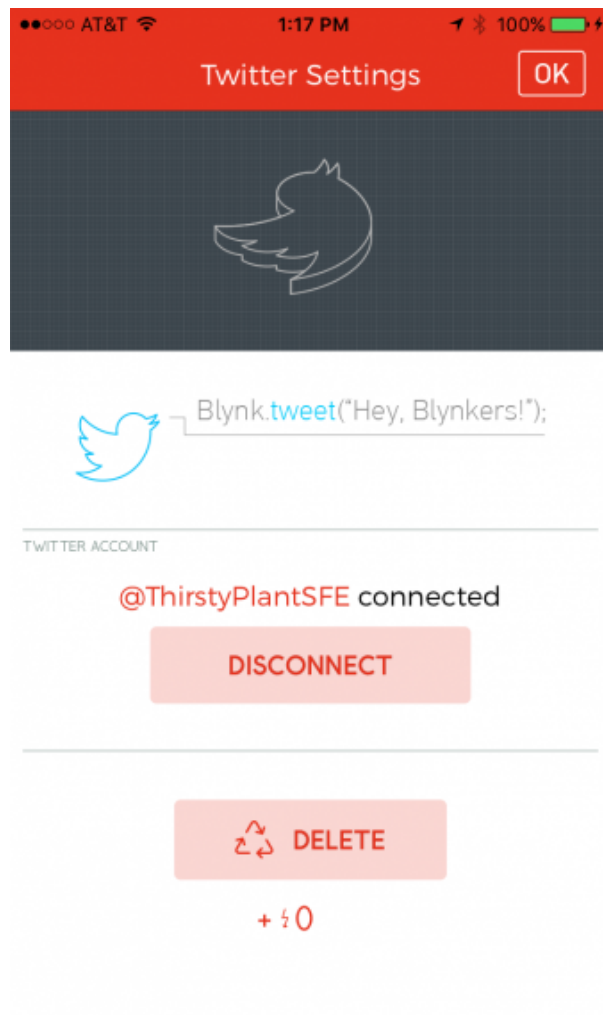 AT&T 1:17 PM 100%
Twitter Settings OK
Blynk.tweet("Hey, Blynkers!");
TWITTER ACCOUNT
@ThirstyPlantSFE connected
DISCONNECT
DELETE
+ 0